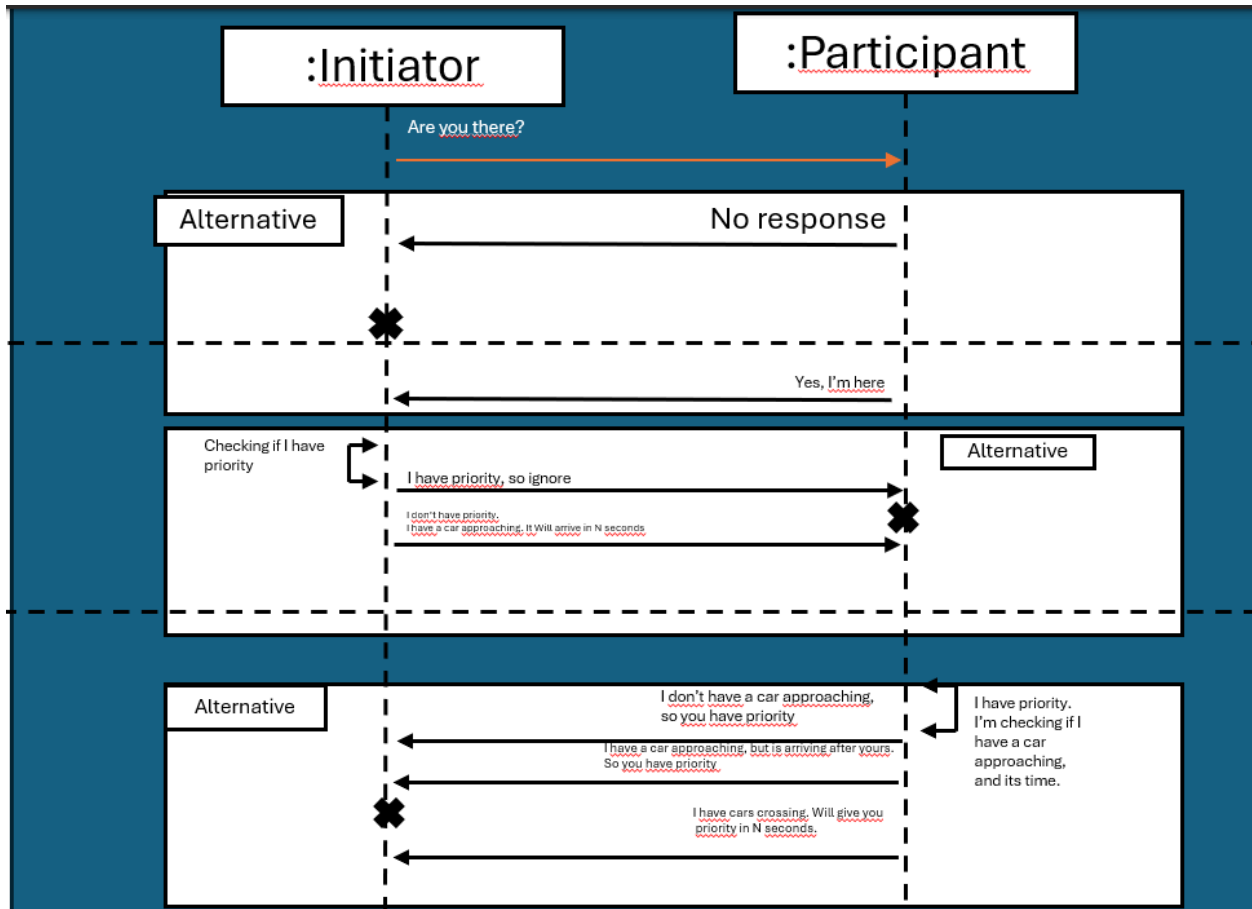 :Initiator
:Participant
Are you there?
Alternative
No response
Yes, I'm here
Checking if I have
priority
Alternative
I have priority, so ignore
I don't have priority.
I have a car approaching. It Will arrive in N seconds
Alternative
I don't have a car approaching,
so you have priority
I have priority.
I'm checking if I
have a car
approaching,
and its time.
I have a car approaching, but is arriving after yours.
So you have priority
I have cars crossing. Will give you
priority in N seconds.